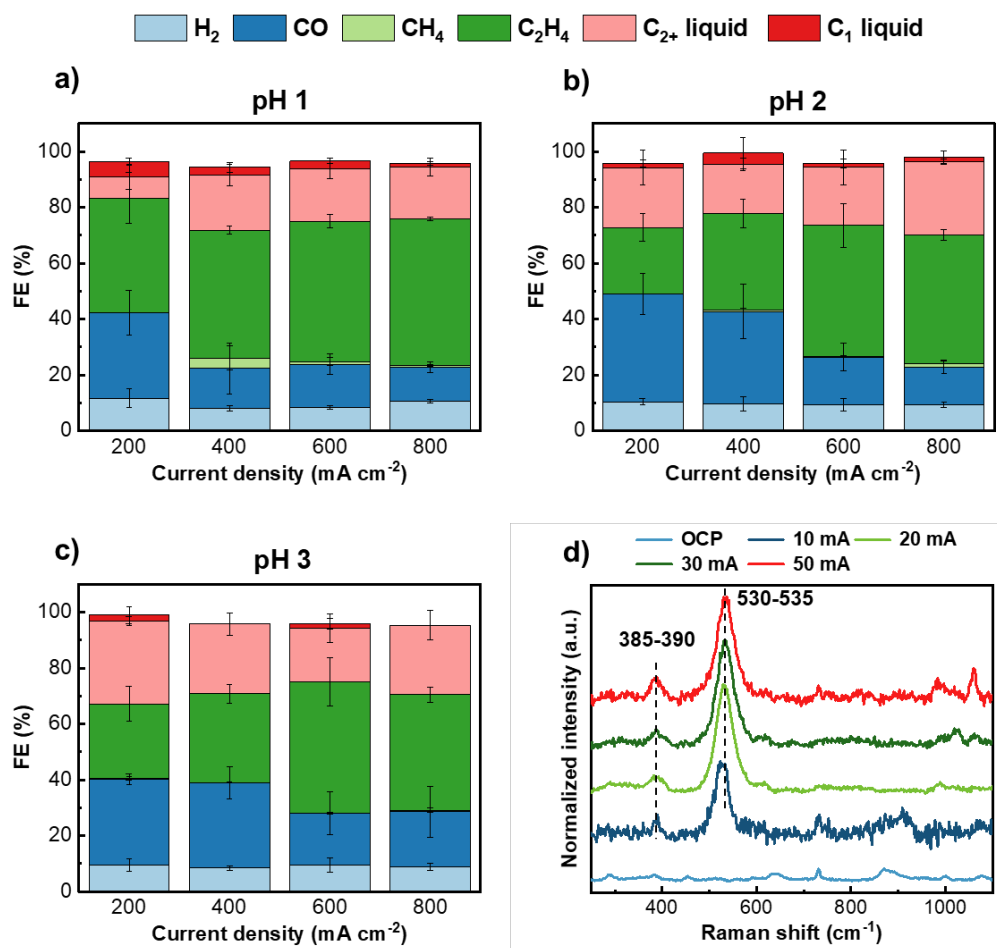 H₂ CO CH₄ C₂H₄ C₂₊ liquid C₁ liquid
a)
pH 1
FE (%)
100
80
60
40
20
0
200 400 600 800
Current density (mA cm⁻²)
b)
pH 2
FE (%)
100
80
60
40
20
0
200 400 600 800
Current density (mA cm⁻²)
c)
pH 3
FE (%)
100
80
60
40
20
0
200 400 600 800
Current density (mA cm⁻²)
d)
OCP 10 mA 20 mA
30 mA 50 mA
530-535
385-390
Normalized intensity (a.u.)
400 600 800 1000
Raman shift (cm⁻¹)